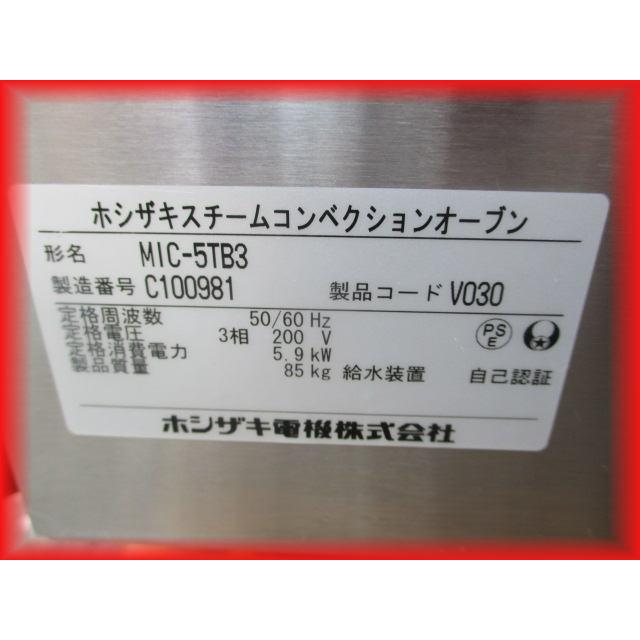 ホシザキスチームコンベクションオーブン
形名 MIC-5TB3
製造番号 C100981 製品コード V030
定格周波数 50/60 Hz
定格電圧 3相 200 V
定格消費電力 5.9 kW
製品質量 85 kg 給水装置 自己認証
PS
E
ホシザキ電機株式会社